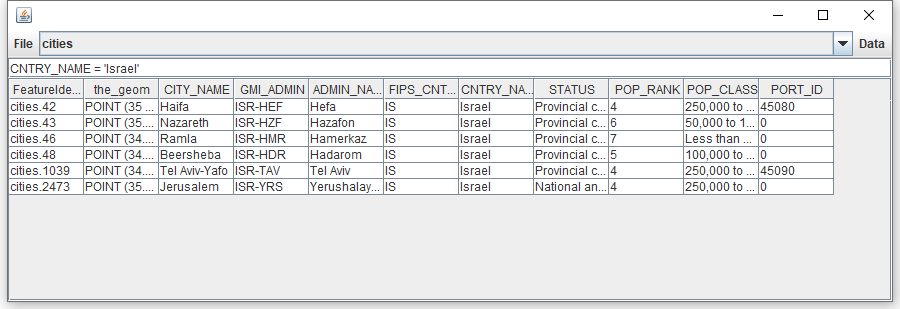 File cities Data
CNTRY_NAME = 'Israel'
FeatureIde... the_geom CITY_NAME GMI_ADMIN ADMIN_NA... FIPS_CNT... CNTRY_NA... STATUS POP_RANK POP_CLASS PORT_ID
cities.42 POINT (35 ... Haifa ISR-HEF Hefa IS Israel Provincial c... 4 250,000 to ... 45080
cities.43 POINT (35.... Nazareth ISR-HZF Hazafon IS Israel Provincial c... 6 50,000 to 1... 0
cities.46 POINT (34.... Ramla ISR-HMR Hamerkaz IS Israel Provincial c... 7 Less than ... 0
cities.48 POINT (34.... Beersheba ISR-HDR Hadarom IS Israel Provincial c... 5 100,000 to ... 0
cities.1039 POINT (34.... Tel Aviv-Yafo ISR-TAV Tel Aviv IS Israel Provincial c... 4 250,000 to ... 45090
cities.2473 POINT (35.... Jerusalem ISR-YRS Yerushalay... IS Israel National an... 4 250,000 to ... 0